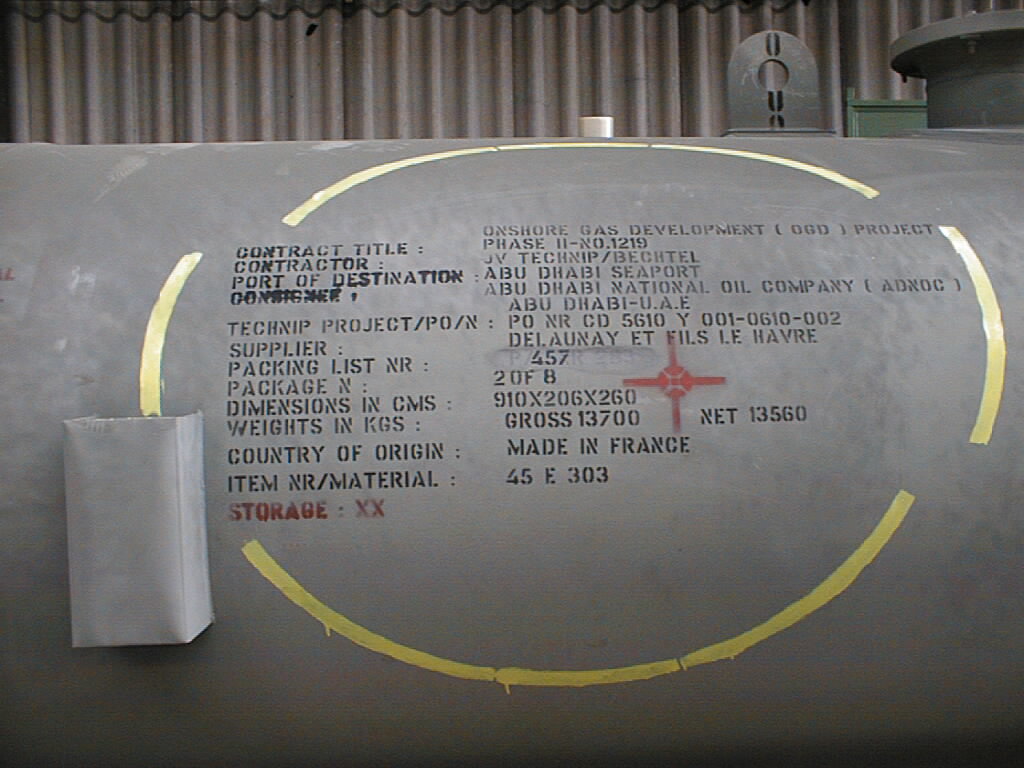 ONSHORE GAS DEVELOPMENT ( OGD ) PROJECT
CONTRACT TITLE : PHASE II-NO.1219
CONTRACTOR : JV TECHNIP/BECHTEL
PORT OF DESTINATION : ABU DHABI SEAPORT
CONSIGNEE : ABU DHABI NATIONAL OIL COMPANY ( ADNOC )
ABU DHABI-U.A.E
TECHNIP PROJECT/PO/N : PO NR CD 5610 Y 001-0610-002
SUPPLIER : DELAUNAY ET FILS LE HAVRE
PACKING LIST NR : 457
PACKAGE N : 2 OF 8
DIMENSIONS IN CMS : 910X206X260
WEIGHTS IN KGS : GROSS 13700 NET 13560
COUNTRY OF ORIGIN : MADE IN FRANCE
ITEM NR/MATERIAL : 45 E 303
STORAGE : XX